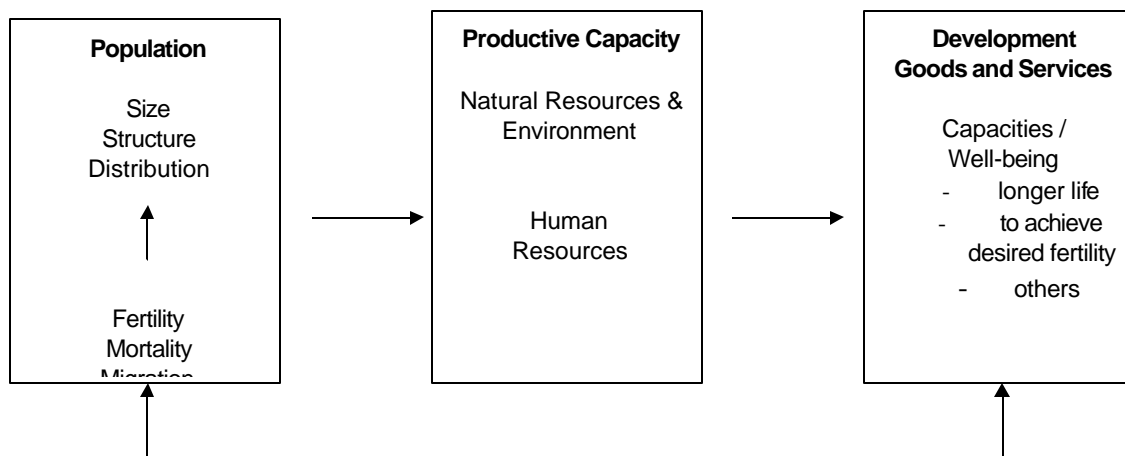 Population
Size
Structure
Distribution
Fertility
Mortality
Migration
Productive Capacity
Natural Resources &
Environment
Human
Resources
Development
Goods and Services
Capacities /
Well-being
- longer life
- to achieve
desired fertility
- others